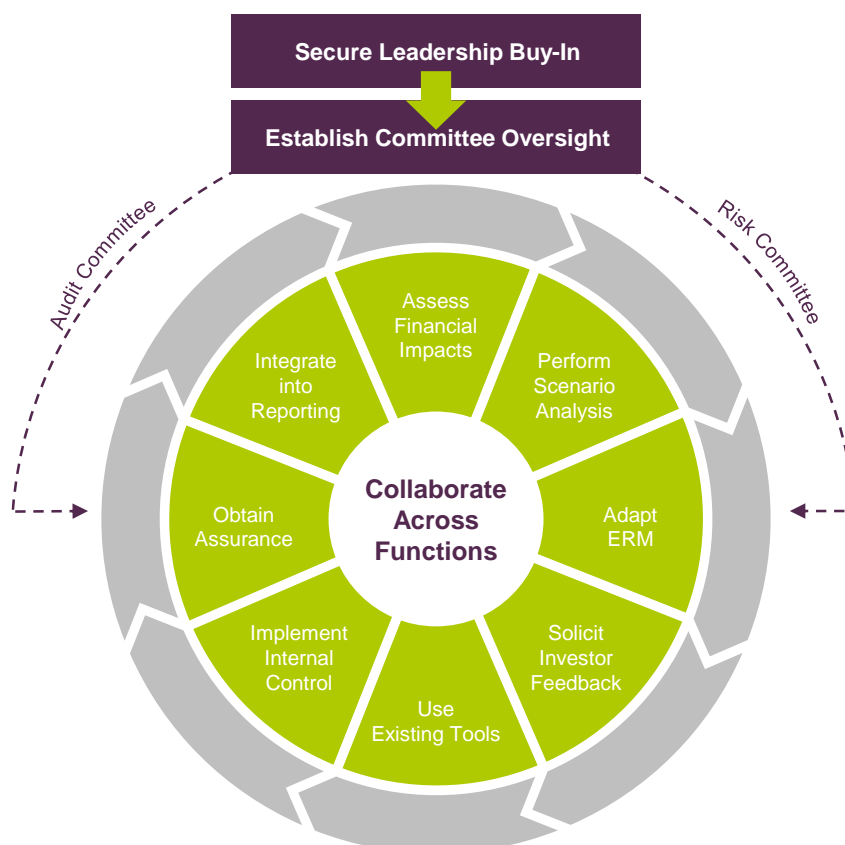 Secure Leadership Buy-In
Establish Committee Oversight
Audit Committee
Risk Committee
Assess
Financial
Impacts
Perform
Scenario
Analysis
Adapt
ERM
Solicit
Investor
Feedback
Use
Existing Tools
Implement
Internal
Control
Obtain
Assurance
Integrate
into
Reporting
Collaborate
Across
Functions